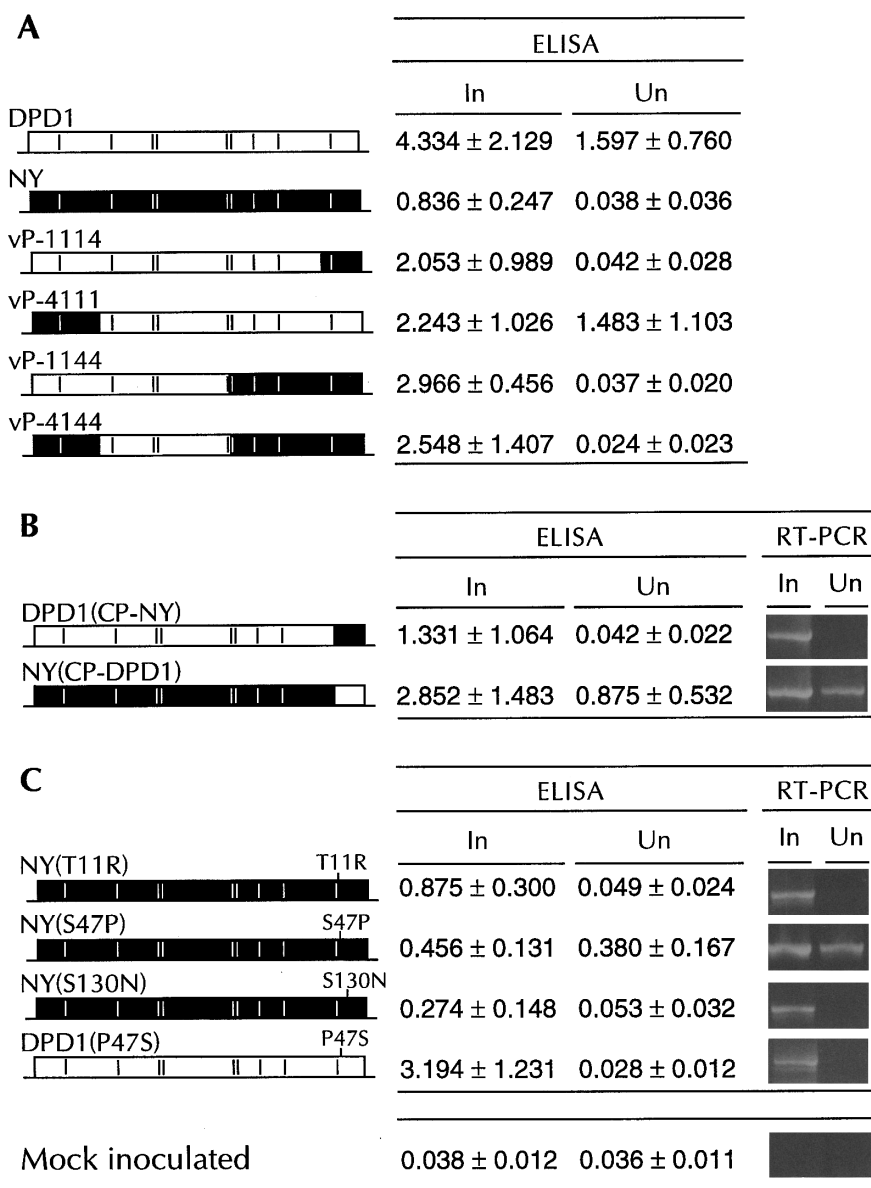 A
ELISA
In Un
DPD1
4.334 ± 2.129 1.597 ± 0.760
NY
0.836 ± 0.247 0.038 ± 0.036
vP-1114
2.053 ± 0.989 0.042 ± 0.028
vP-4111
2.243 ± 1.026 1.483 ± 1.103
vP-1144
2.966 ± 0.456 0.037 ± 0.020
vP-4144
2.548 ± 1.407 0.024 ± 0.023
B
ELISA RT-PCR
In Un In Un
DPD1(CP-NY)
1.331 ± 1.064 0.042 ± 0.022
NY(CP-DPD1)
2.852 ± 1.483 0.875 ± 0.532
C
ELISA RT-PCR
In Un In Un
NY(T11R) T11R
0.875 ± 0.300 0.049 ± 0.024
NY(S47P) S47P
0.456 ± 0.131 0.380 ± 0.167
NY(S130N) S130N
0.274 ± 0.148 0.053 ± 0.032
DPD1(P47S) P47S
3.194 ± 1.231 0.028 ± 0.012
Mock inoculated 0.038 ± 0.012 0.036 ± 0.011